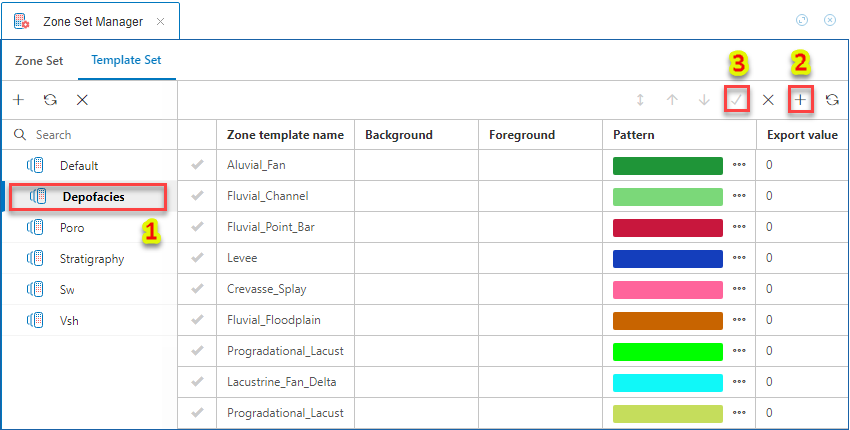 Zone Set Manager
Zone Set Template Set
3 2
Search
Zone template name Background Foreground Pattern Export value
Default
Aluvial_Fan 0
Depofacies
Fluvial_Channel 0
1
Poro
Fluvial_Point_Bar 0
Stratigraphy
Levee 0
Sw
Crevasse_Splay 0
Vsh
Fluvial_Floodplain 0
Progradational_Lacust 0
Lacustrine_Fan_Delta 0
Progradational_Lacust 0